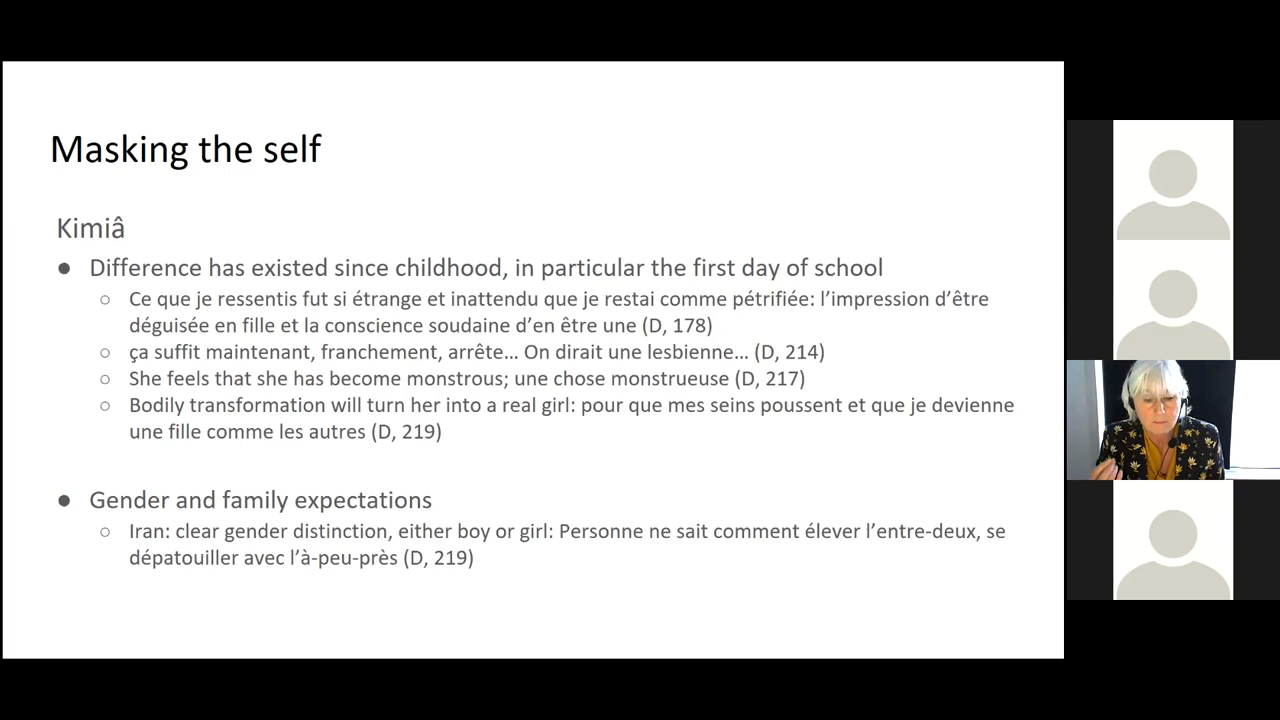 Masking the self
Kimiâ
● Difference has existed since childhood, in particular the first day of school
○ Ce que je ressentis fut si étrange et inattendu que je restai comme pétrifiée: l’impression d’être
déguisée en fille et la conscience soudaine d’en être une (D, 178)
○ ça suffit maintenant, franchement, arrête… On dirait une lesbienne… (D, 214)
○ She feels that she has become monstrous; une chose monstrueuse (D, 217)
○ Bodily transformation will turn her into a real girl: pour que mes seins poussent et que je devienne
une fille comme les autres (D, 219)
● Gender and family expectations
○ Iran: clear gender distinction, either boy or girl: Personne ne sait comment élever l’entre-deux, se
dépatouiller avec l’à-peu-près (D, 219)